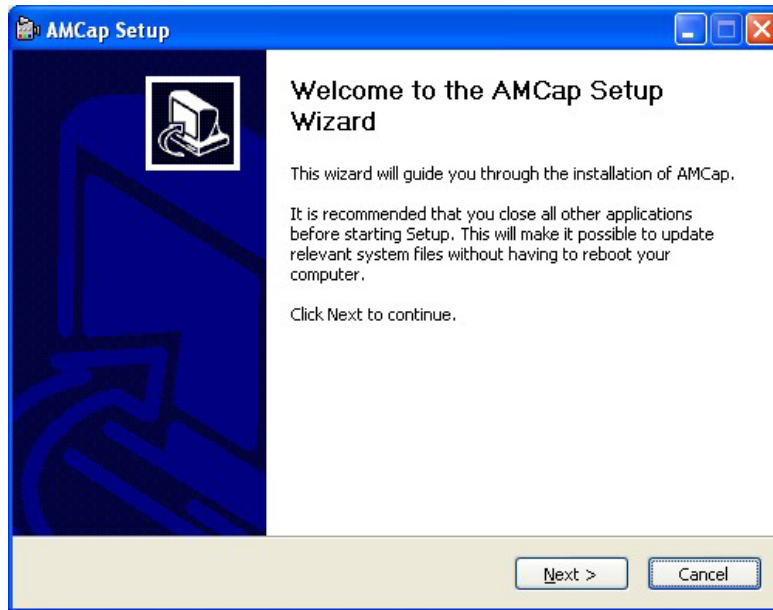 AMCap Setup
Welcome to the AMCap Setup
Wizard
This wizard will guide you through the installation of AMCap.
It is recommended that you close all other applications
before starting Setup. This will make it possible to update
relevant system files without having to reboot your
computer.
Click Next to continue.
Next >
Cancel